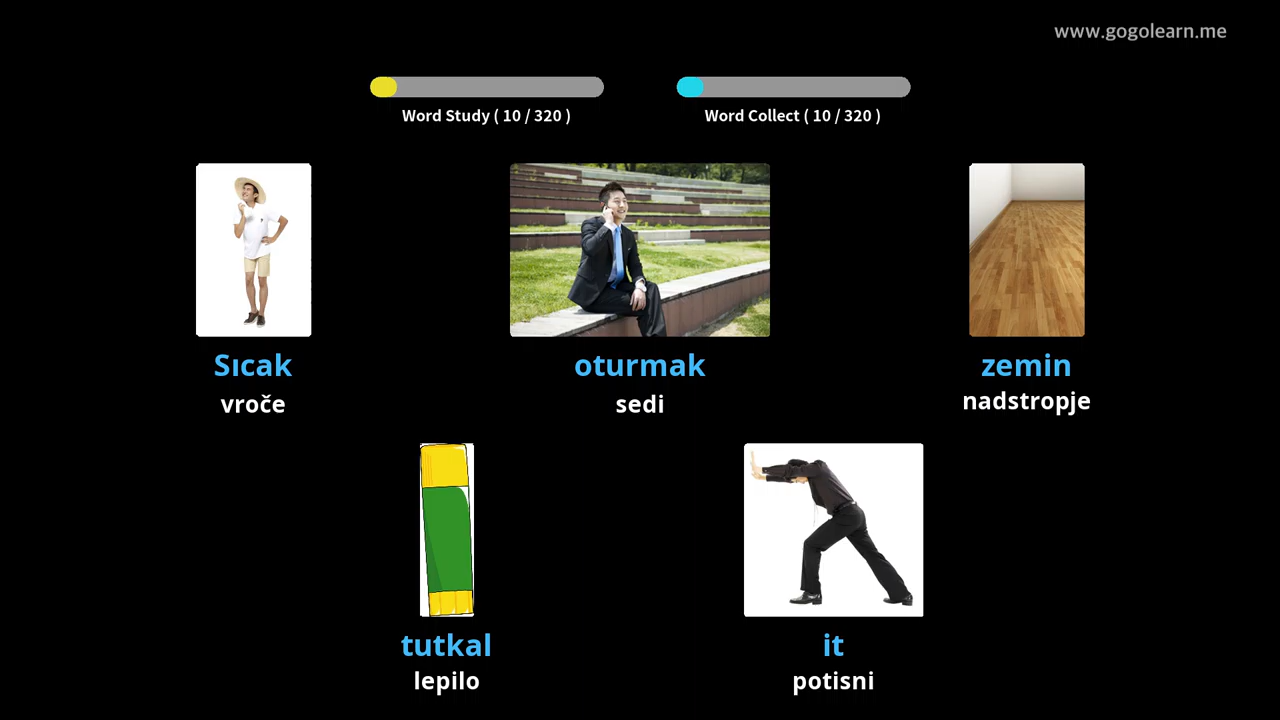 www.gogolearn.me
Word Study ( 10 / 320 )
Word Collect ( 10 / 320 )
Sıcak
vroče
oturmak
sedi
zemin
nadstropje
tutkal
lepilo
it
potisni